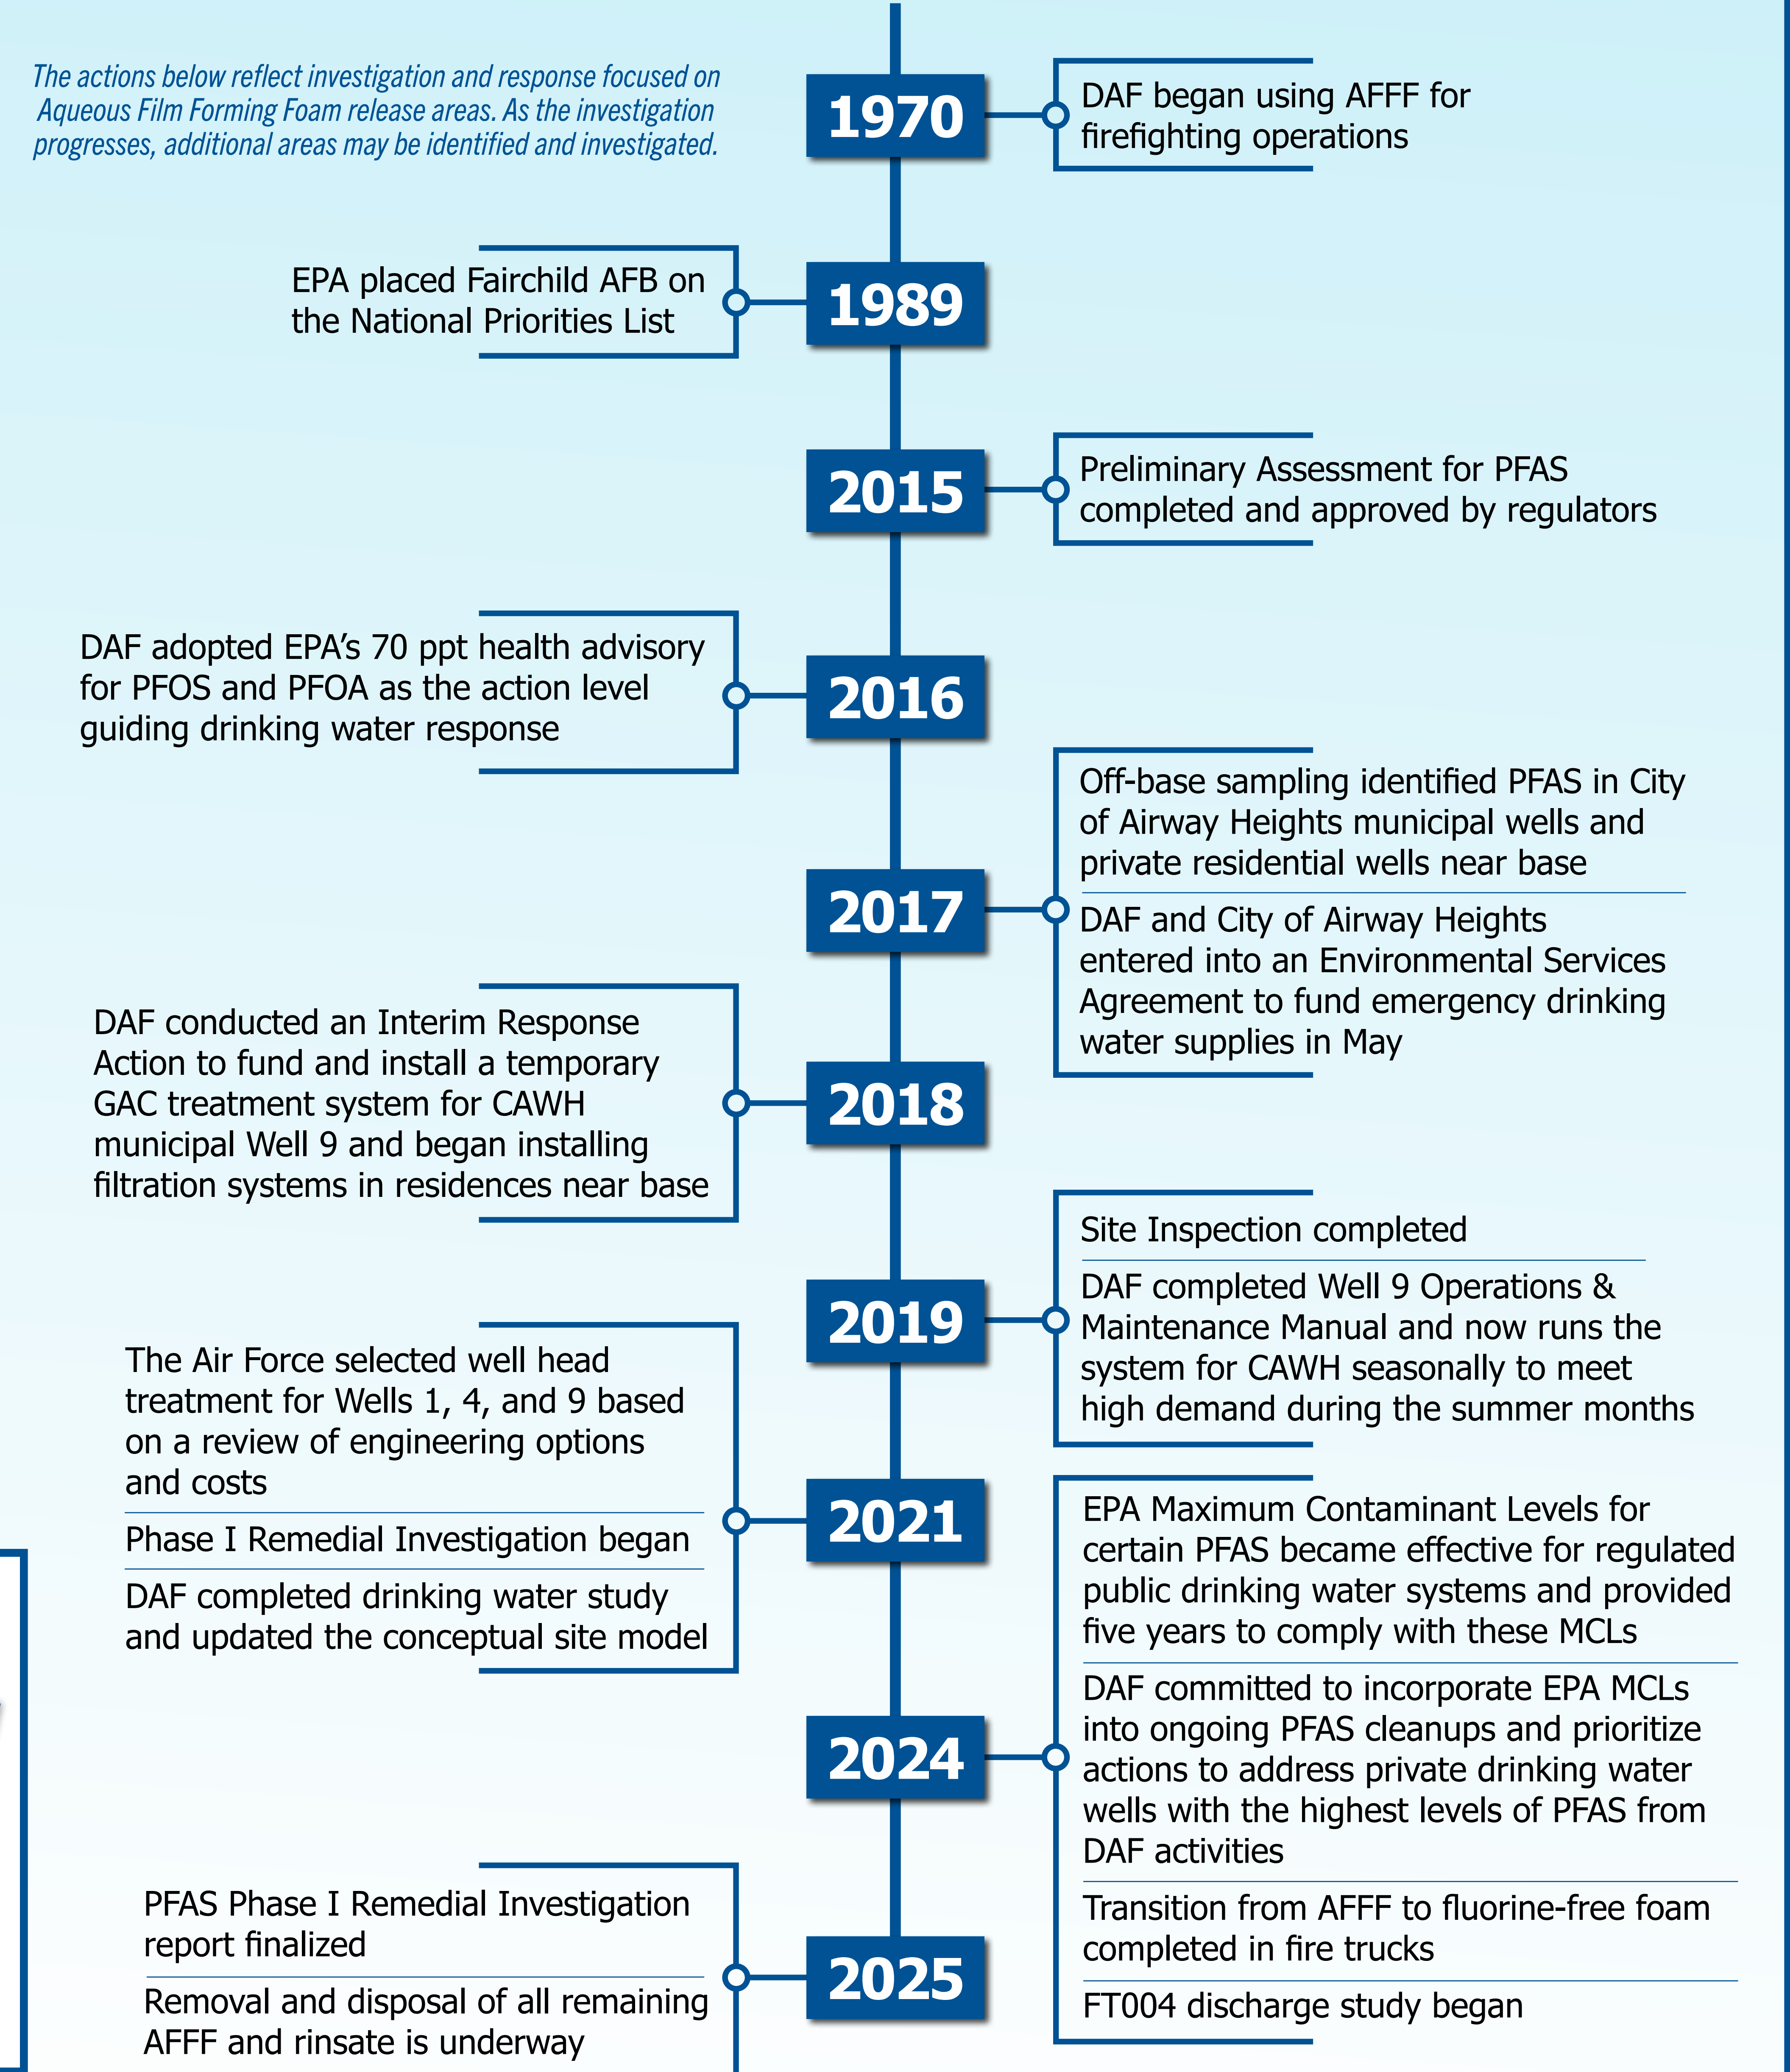 The actions below reflect investigation and response focused on
Aqueous Film Forming Foam release areas. As the investigation
progresses, additional areas may be identified and investigated.
1970
DAF began using AFFF for
firefighting operations
1989
EPA placed Fairchild AFB on
the National Priorities List
2015
Preliminary Assessment for PFAS
completed and approved by regulators
2016
DAF adopted EPA’s 70 ppt health advisory
for PFOS and PFOA as the action level
guiding drinking water response
2017
Off-base sampling identified PFAS in City
of Airway Heights municipal wells and
private residential wells near base
DAF and City of Airway Heights
entered into an Environmental Services
Agreement to fund emergency drinking
water supplies in May
2018
DAF conducted an Interim Response
Action to fund and install a temporary
GAC treatment system for CAWH
municipal Well 9 and began installing
filtration systems in residences near base
2019
Site Inspection completed
DAF completed Well 9 Operations &
Maintenance Manual and now runs the
system for CAWH seasonally to meet
high demand during the summer months
2021
The Air Force selected well head
treatment for Wells 1, 4, and 9 based
on a review of engineering options
and costs
Phase I Remedial Investigation began
DAF completed drinking water study
and updated the conceptual site model
2024
EPA Maximum Contaminant Levels for
certain PFAS became effective for regulated
public drinking water systems and provided
five years to comply with these MCLs
DAF committed to incorporate EPA MCLs
into ongoing PFAS cleanups and prioritize
actions to address private drinking water
wells with the highest levels of PFAS from
DAF activities
Transition from AFFF to fluorine-free foam
completed in fire trucks
FT004 discharge study began
2025
PFAS Phase I Remedial Investigation
report finalized
Removal and disposal of all remaining
AFFF and rinsate is underway